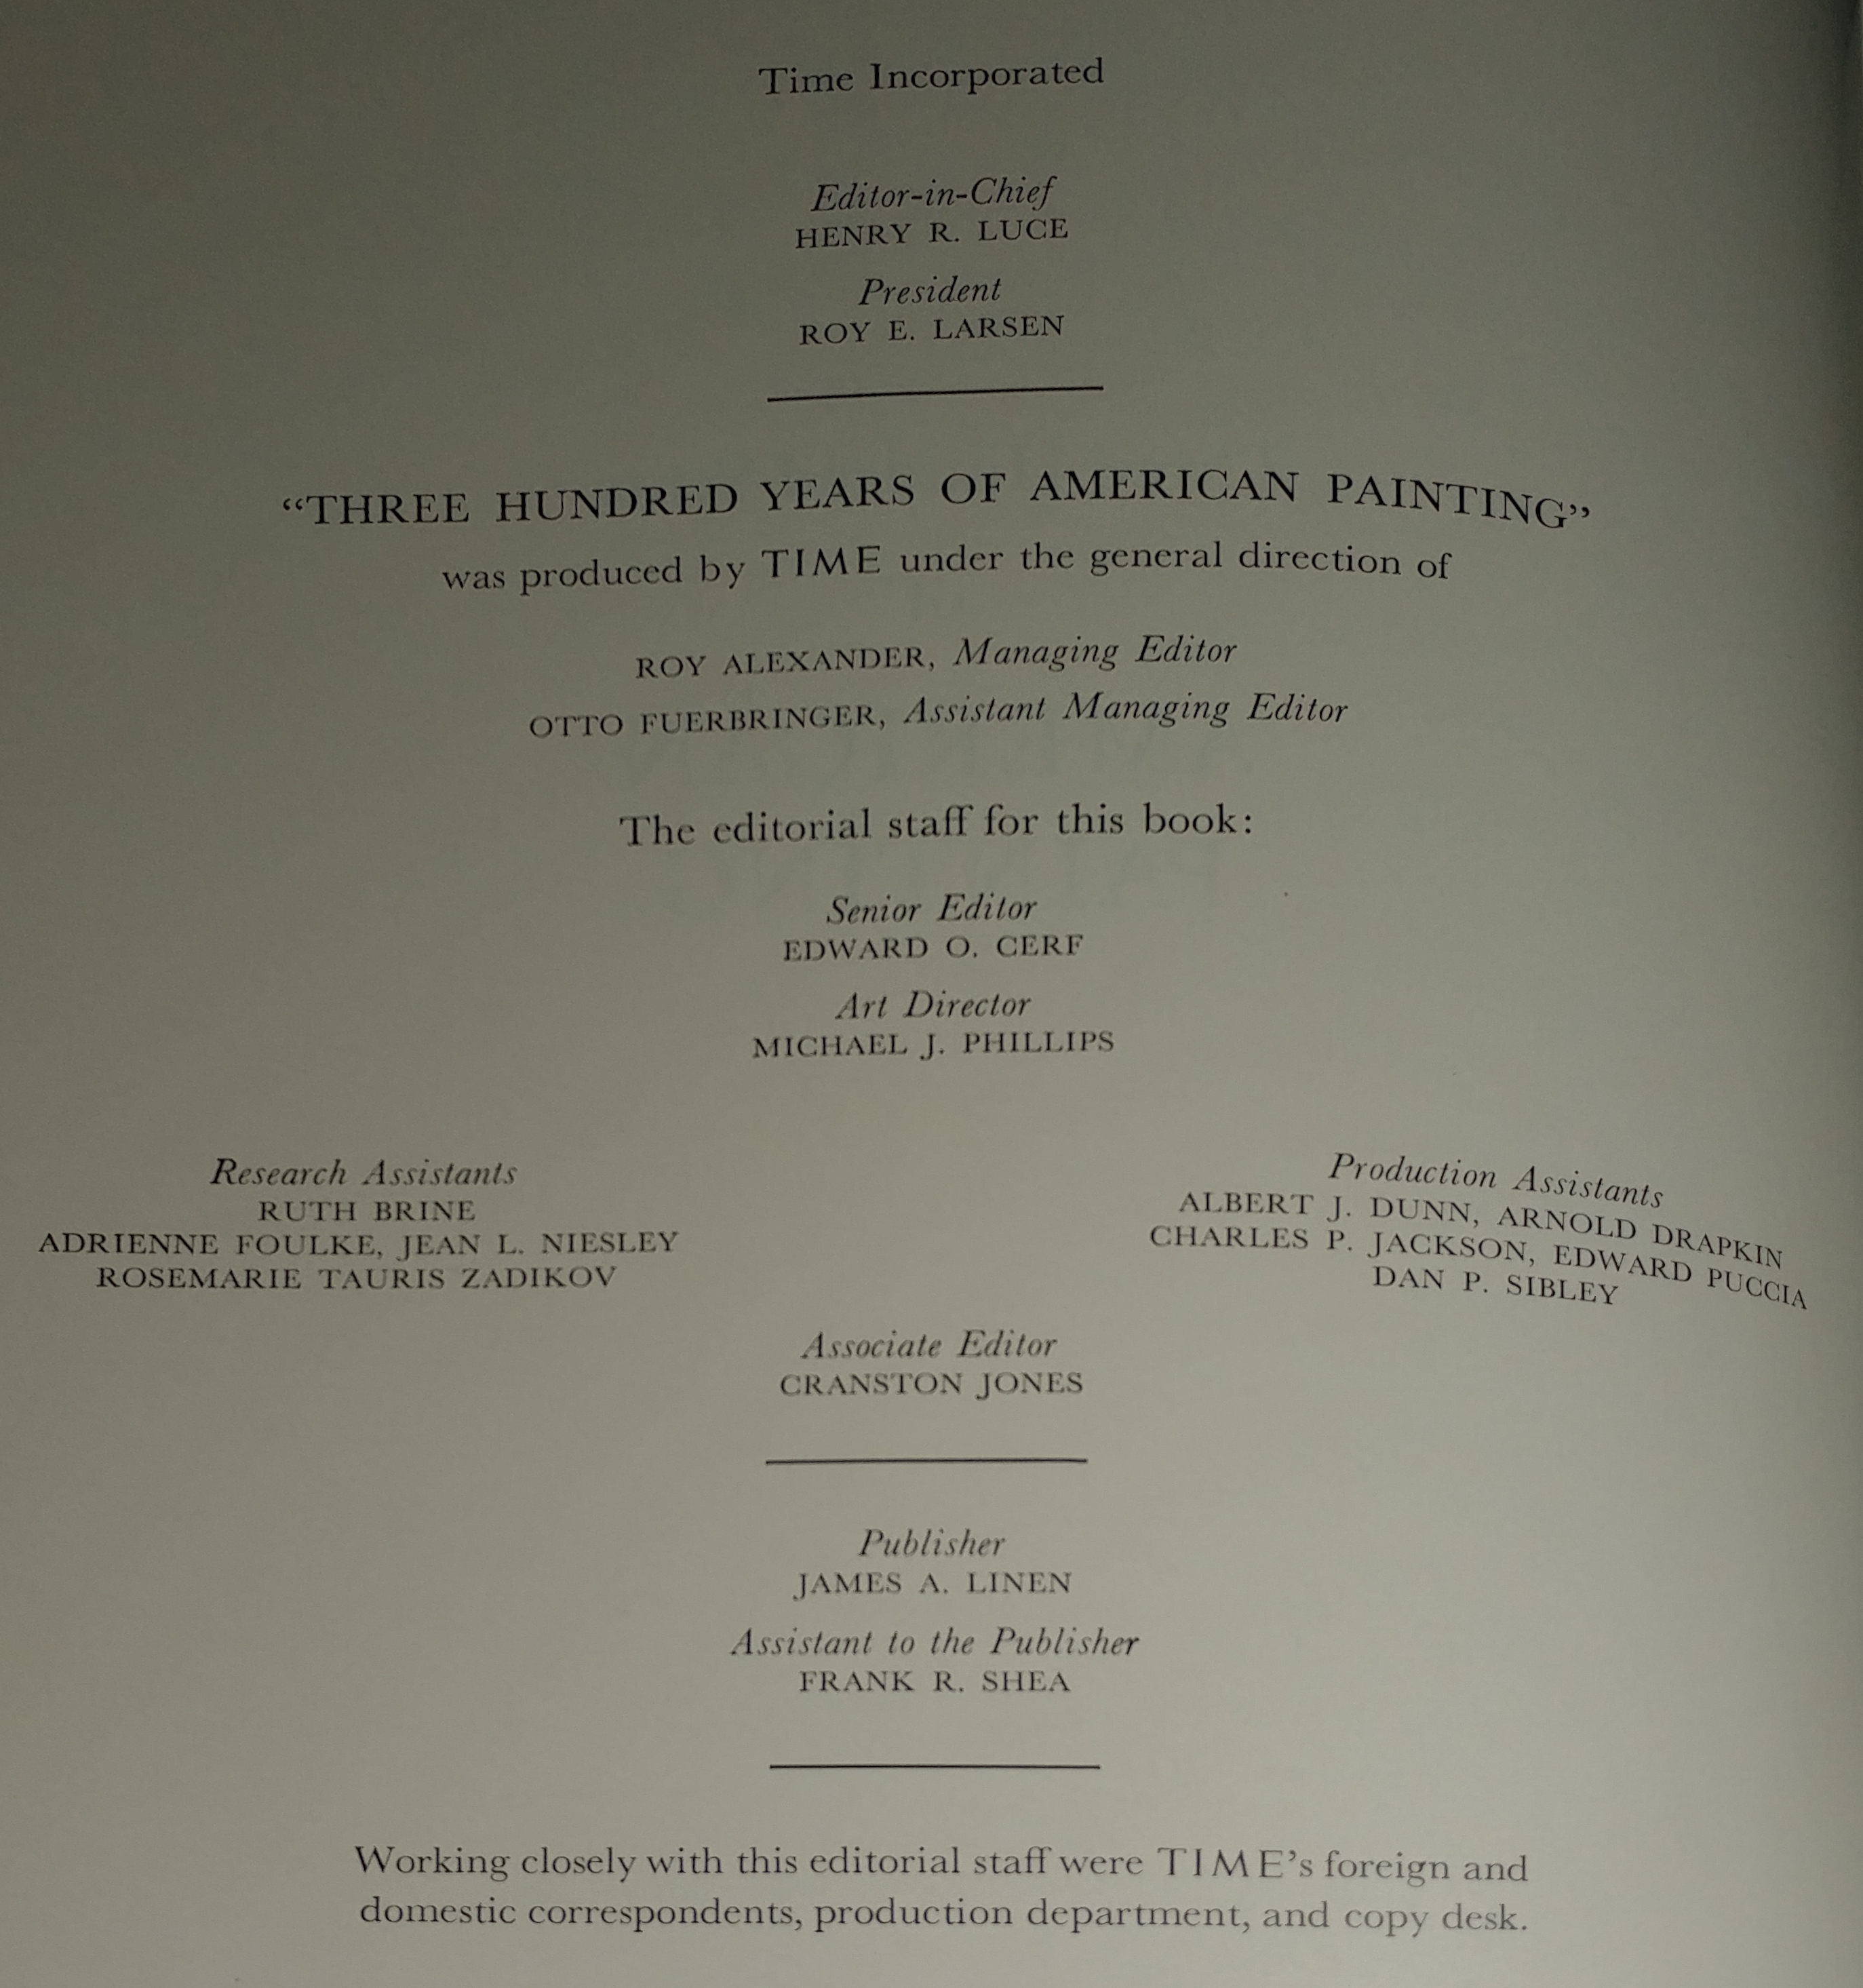 Time Incorporated
Editor-in-Chief
HENRY R. LUCE
President
ROY E. LARSEN
“THREE HUNDRED YEARS OF AMERICAN PAINTING”
was produced by TIME under the general direction of
ROY ALEXANDER, Managing Editor
OTTO FUERBRINGER, Assistant Managing Editor
The editorial staff for this book:
Senior Editor
EDWARD O. CERF
Art Director
MICHAEL J. PHILLIPS
Research Assistants
RUTH BRINE
ADRIENNE FOULKE, JEAN L. NIESLEY
ROSEMARIE TAURIS ZADIKOV
Production Assistants
ALBERT J. DUNN, ARNOLD DRAPKIN
CHARLES P. JACKSON, EDWARD PUCCIA
DAN P. SIBLEY
Associate Editor
CRANSTON JONES
Publisher
JAMES A. LINEN
Assistant to the Publisher
FRANK R. SHEA
Working closely with this editorial staff were TIME’s foreign and
domestic correspondents, production department, and copy desk.